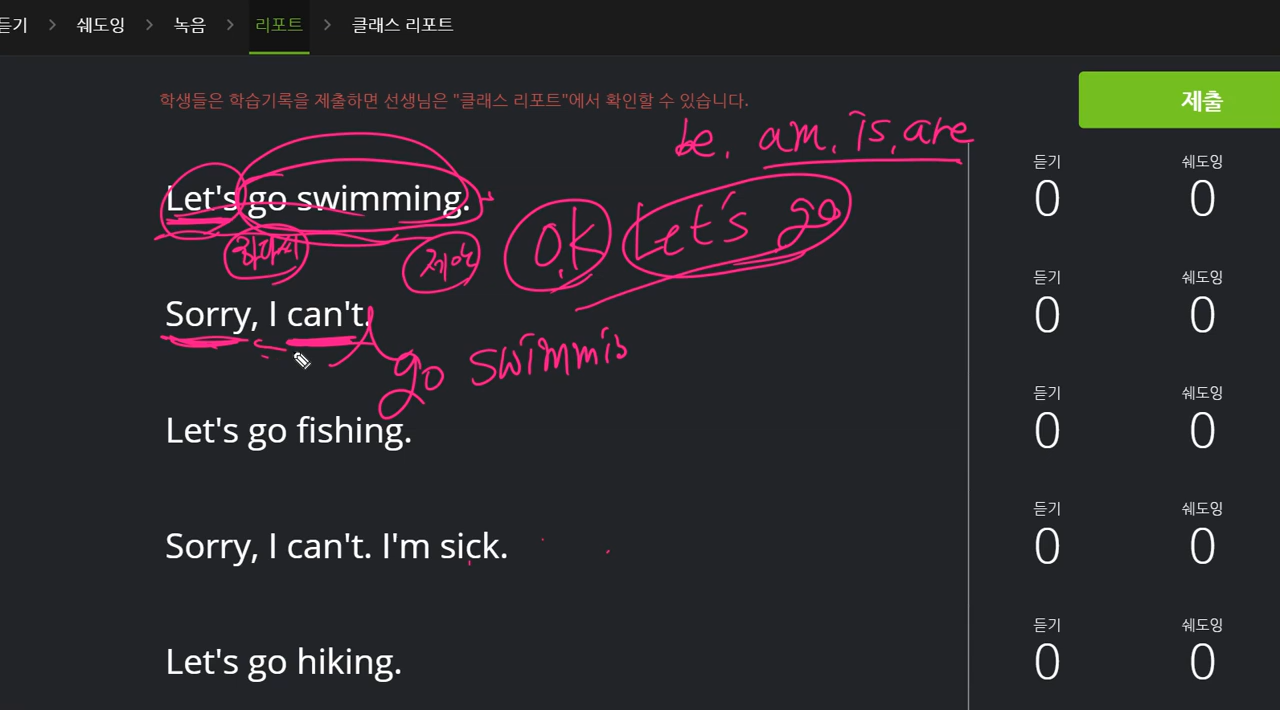 듣기 > 쉐도잉 > 녹음 > 리포트 > 클래스 리포트
학생들은 학습기록을 제출하면 선생님은 "클래스 리포트"에서 확인할 수 있습니다.
제출
be. am. is, are
Let's go swimming.
듣기 쉐도잉
0 0
하자 제안
OK Let's go
Sorry, I can't.
go swimmin
듣기 쉐도잉
0 0
Let's go fishing.
듣기 쉐도잉
0 0
Sorry, I can't. I'm sick.
듣기 쉐도잉
0 0
Let's go hiking.
듣기 쉐도잉
0 0